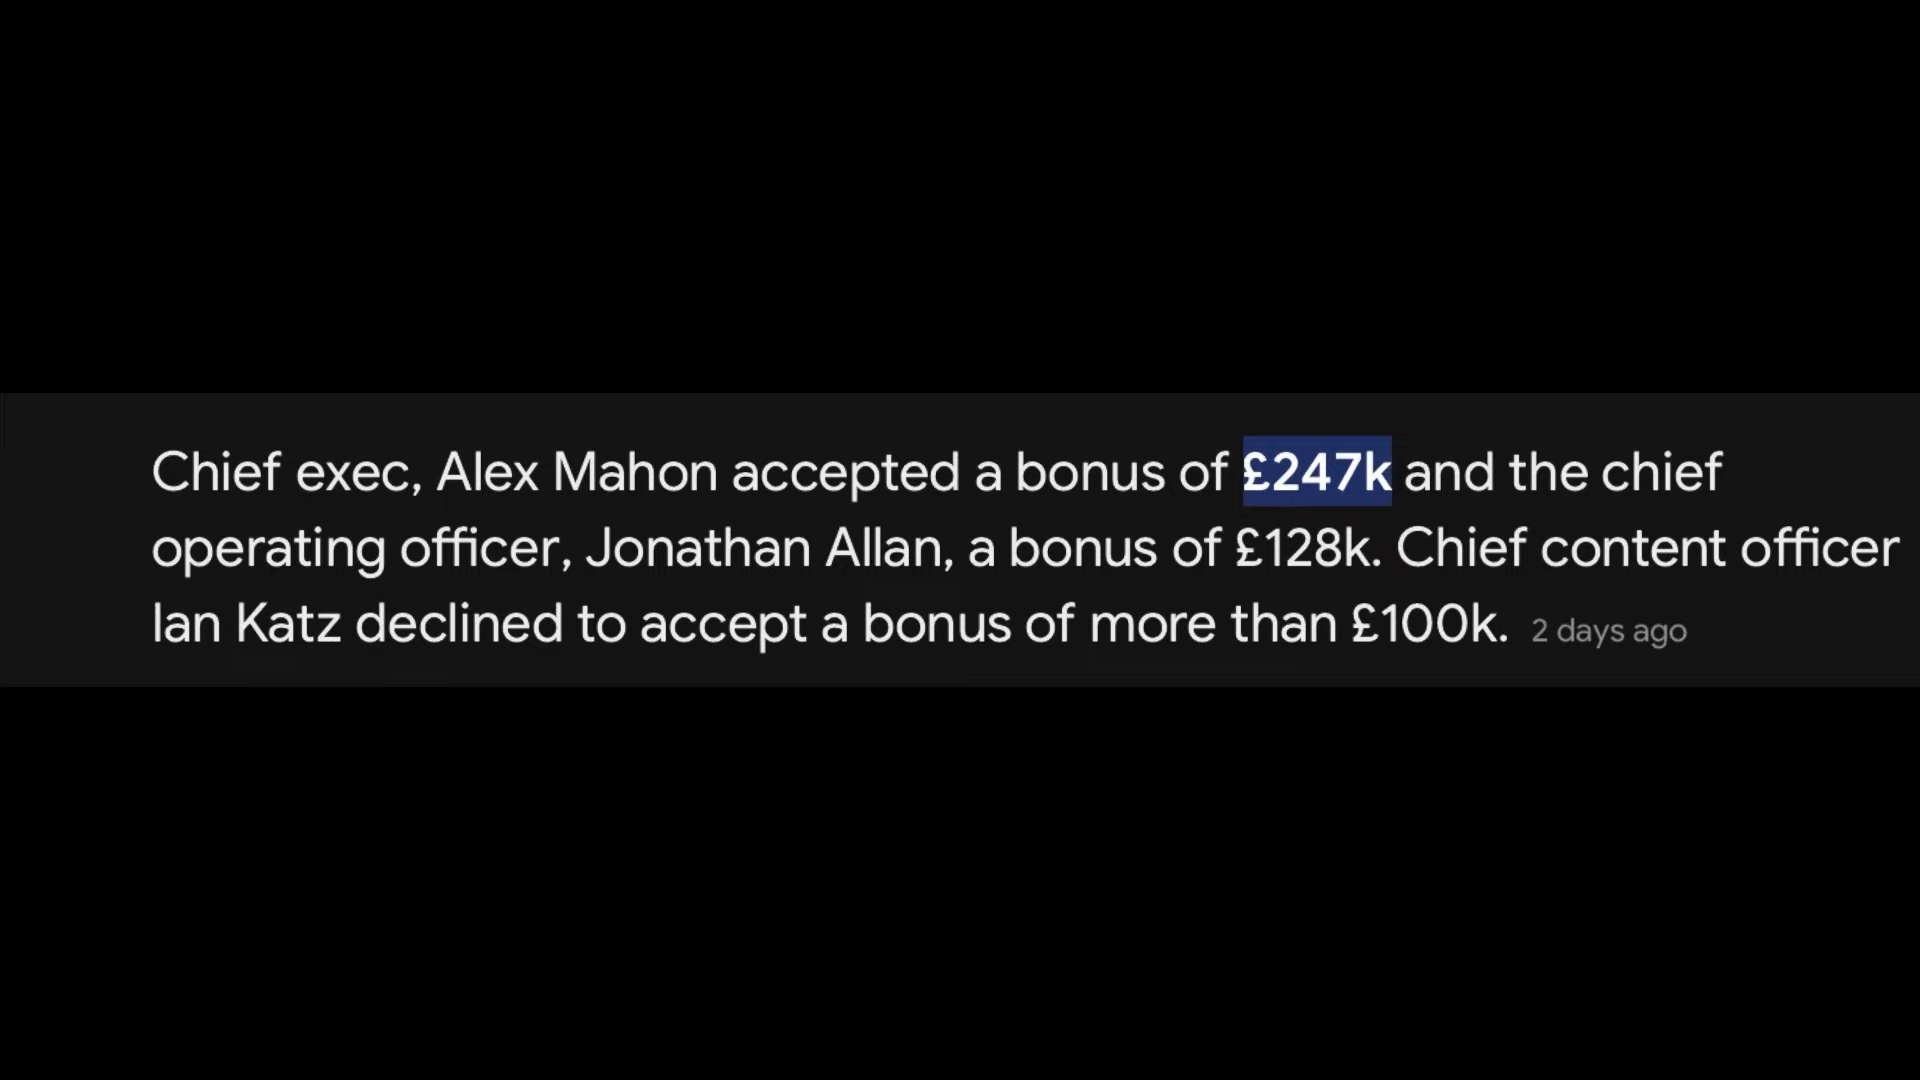 Chief exec, Alex Mahon accepted a bonus of £247k and the chief
operating officer, Jonathan Allan, a bonus of £128k. Chief content officer
Ian Katz declined to accept a bonus of more than £100k. 2 days ago